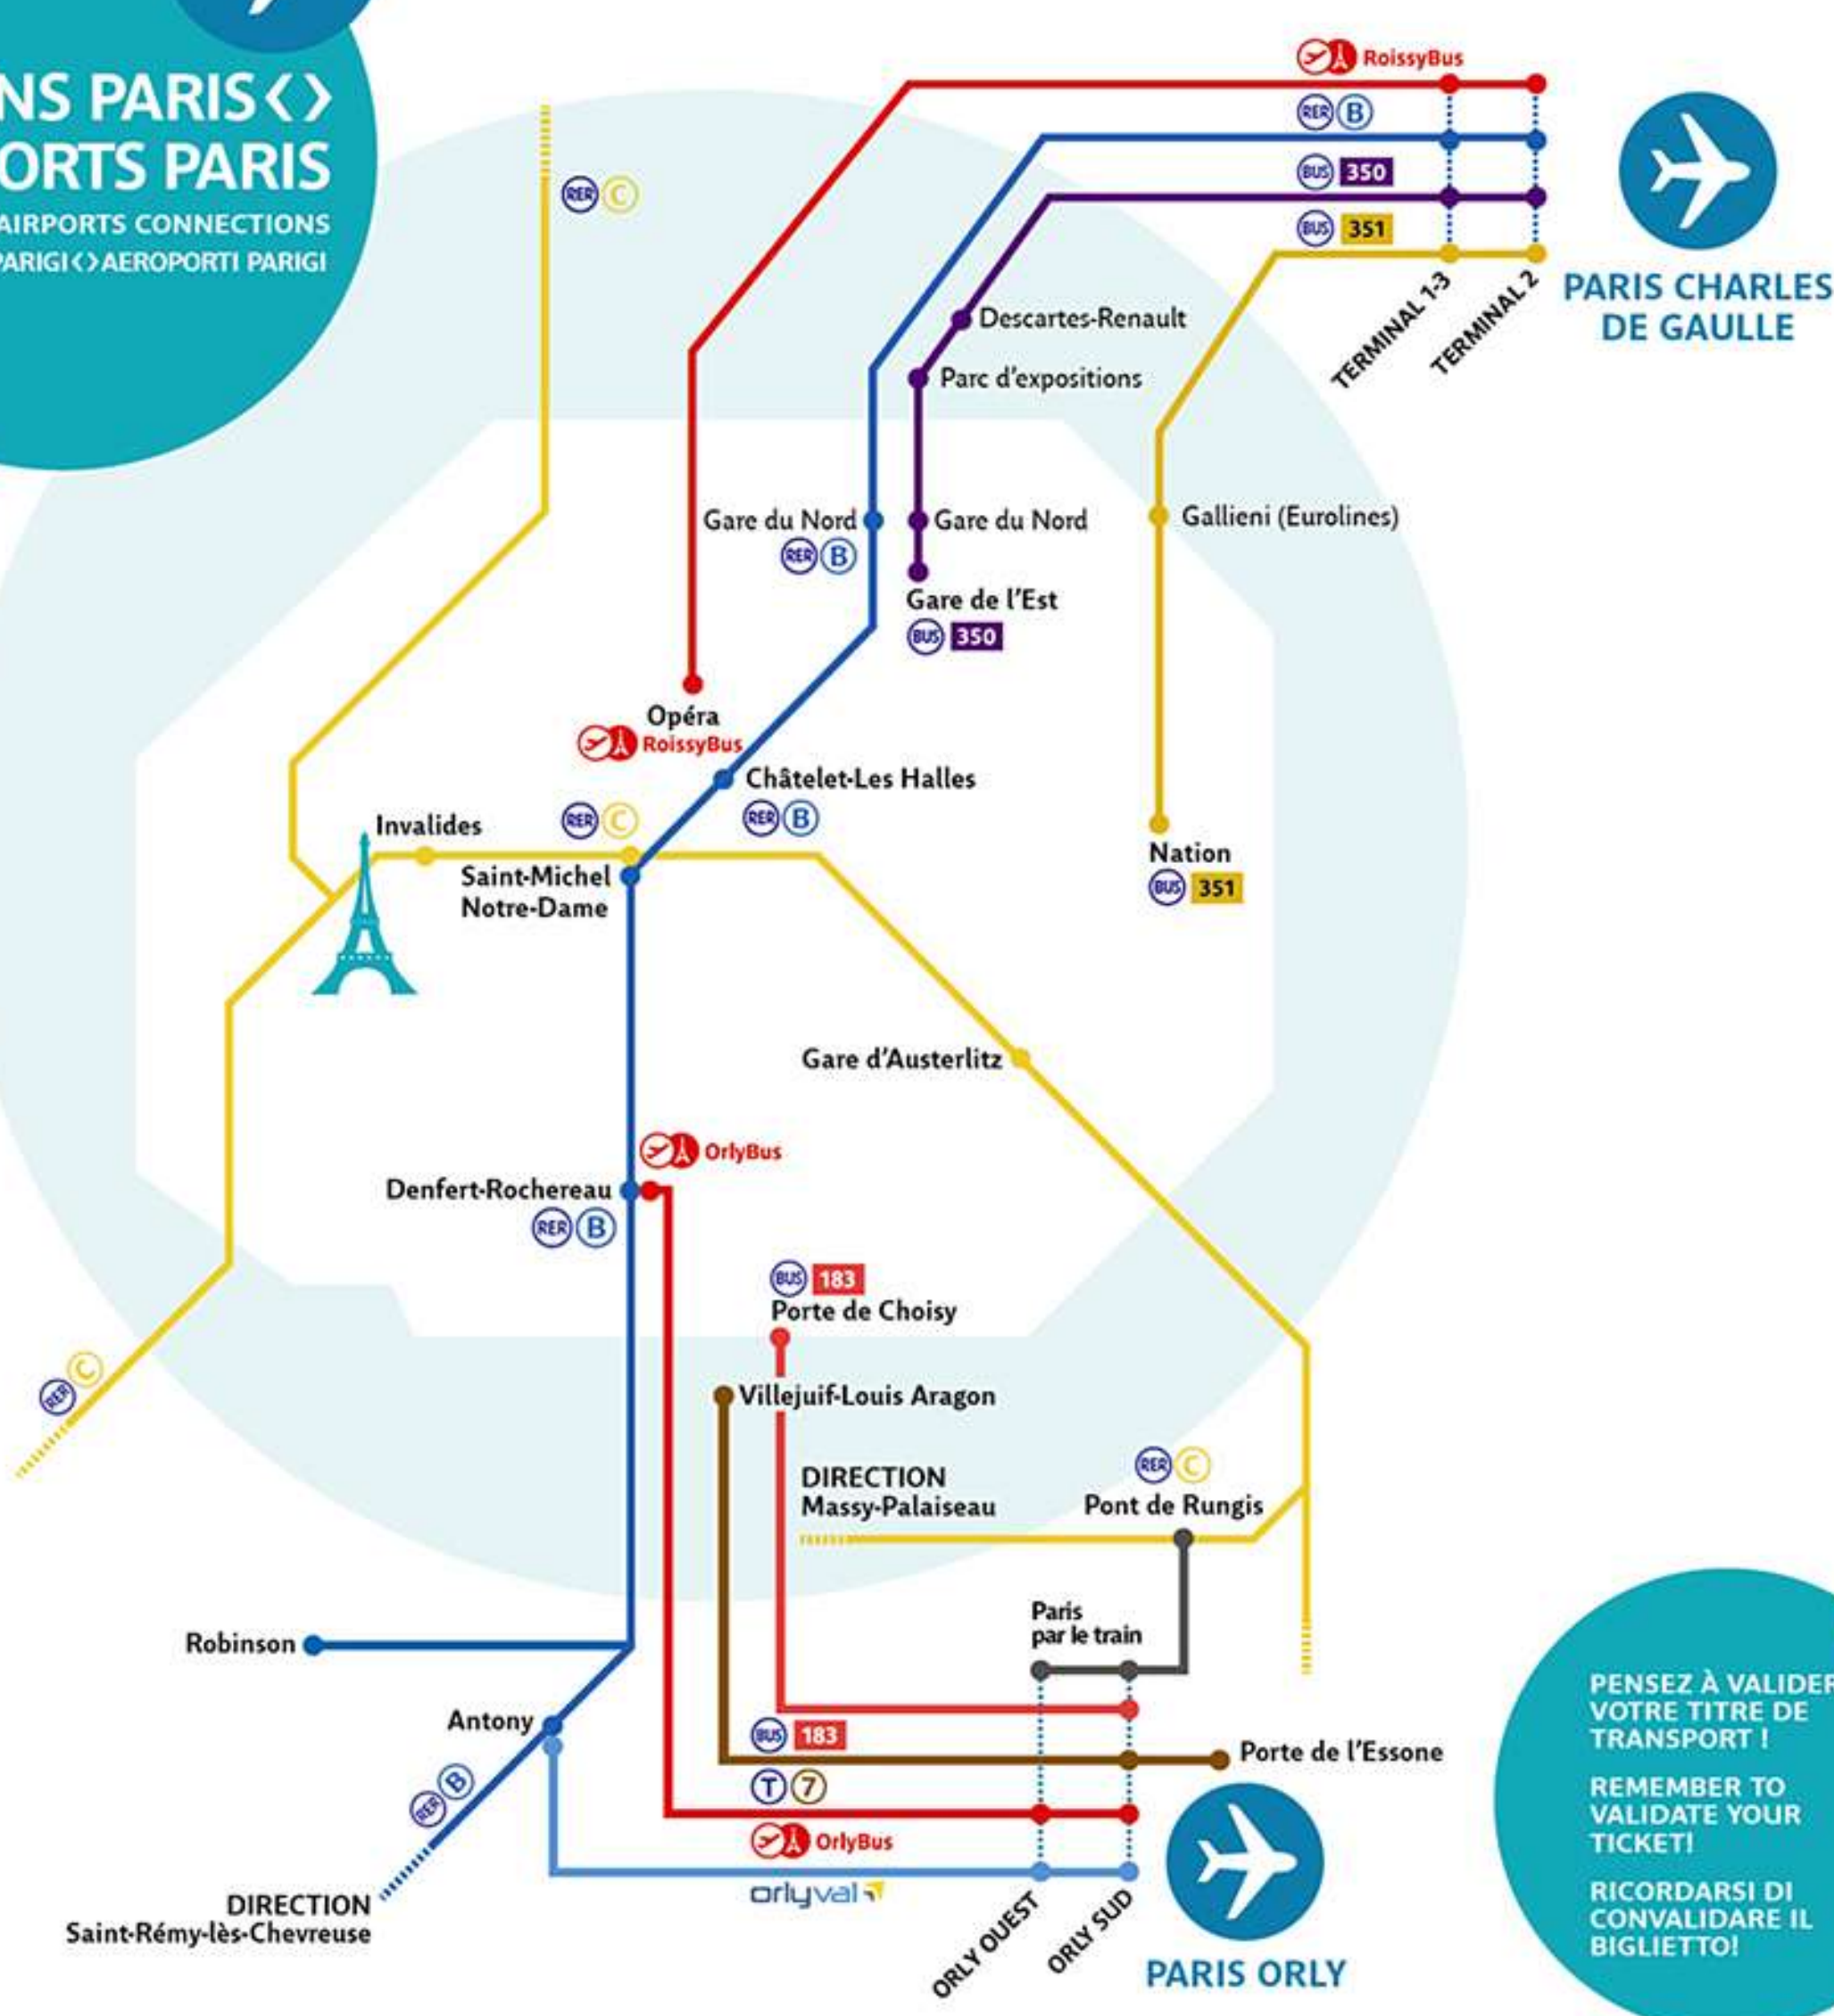 NS PARIS<>
ORTS PARIS
AIRPORTS CONNECTIONS
PARIGI<>AEROPORTI PARIGI
RoissyBus
RER B
BUS 350
BUS 351
TERMINAL 1-3
TERMINAL 2
PARIS CHARLES
DE GAULLE
RER C
Descartes-Renault
Parc d'expositions
Gare du Nord
RER B
Gare du Nord
Gallieni (Eurolines)
Gare de l'Est
BUS 350
Opéra
RoissyBus
Châtelet-Les Halles
RER B
Invalides
RER C
Saint-Michel
Notre-Dame
Nation
BUS 351
Gare d'Austerlitz
OrlyBus
Denfert-Rochereau
RER B
BUS 183
Porte de Choisy
RER C
Villejuif-Louis Aragon
DIRECTION
Massy-Palaiseau
RER C
Pont de Rungis
Paris
par le train
Robinson
Antony
RER B
BUS 183
Porte de l'Essone
T 7
OrlyBus
orlyval
DIRECTION
Saint-Rémy-lès-Chevreuse
ORLY OUEST
ORLY SUD
PARIS ORLY
PENSEZ À VALIDER
VOTRE TITRE DE
TRANSPORT !
REMEMBER TO
VALIDATE YOUR
TICKET!
RICORDARSI DI
CONVALIDARE IL
BIGLIETTO!